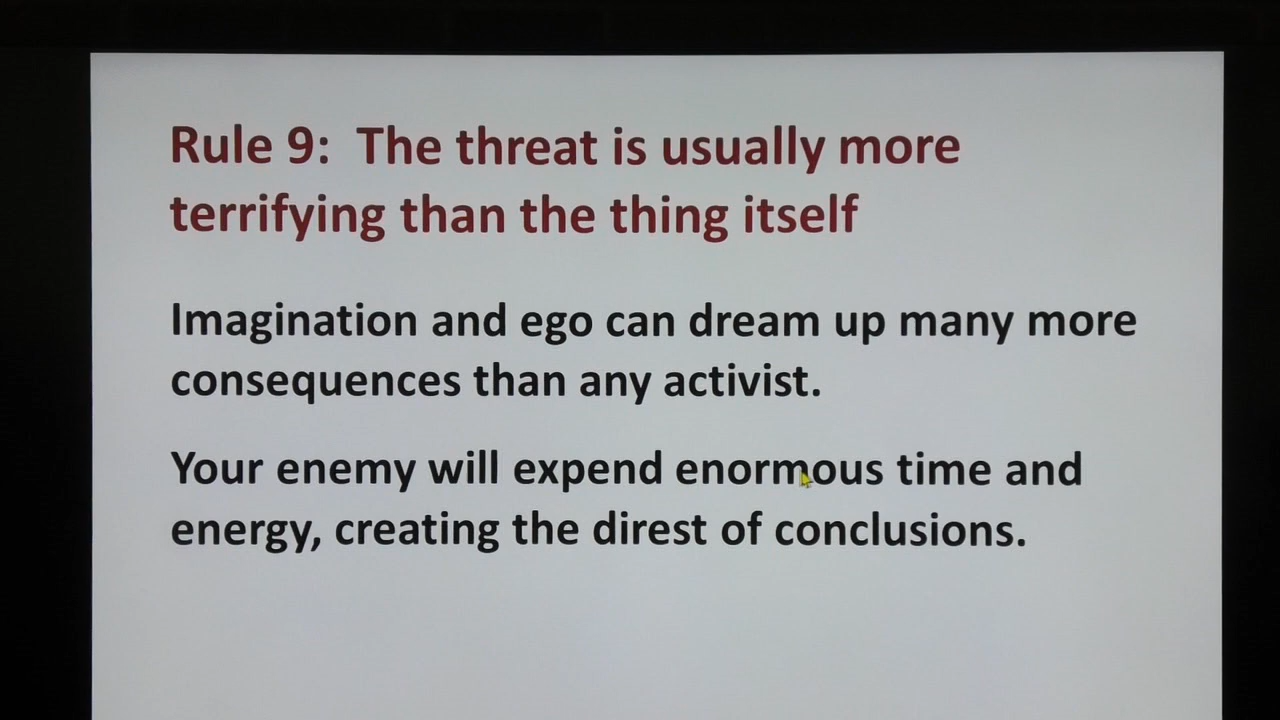 Rule 9:  The threat is usually more
terrifying than the thing itself
Imagination and ego can dream up many more
consequences than any activist.
Your enemy will expend enormous time and
energy, creating the direst of conclusions.